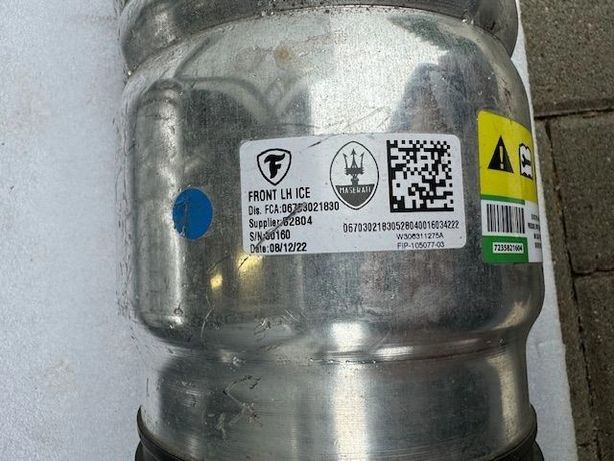 F
MASERATI
FRONT LH ICE
Dis. FCA:06703021830
Supplier:52804
S/N:00160
Date:08/12/22
06703021830528040016034222
W306311275A
FIP-105077-03
7235821604